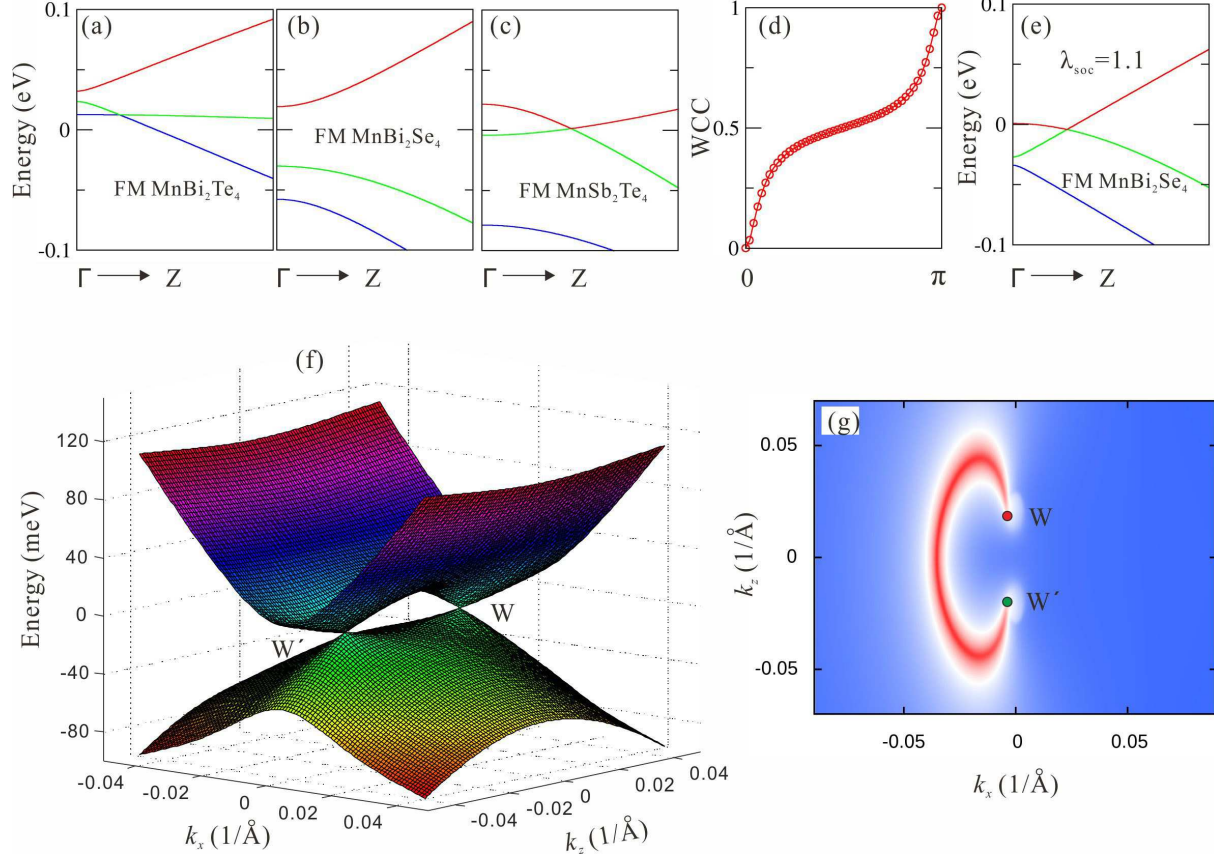 (a)
0.1
0
-0.1
Energy (eV)
FM MnBi₂Te₄
Γ → Z
(b)
FM MnBi₂Se₄
Γ → Z
(c)
FM MnSb₂Te₄
Γ → Z
(d)
1
0.5
0
WCC
0 π
(e)
0.1
0
-0.1
Energy (eV)
λsoc=1.1
FM MnBi₂Se₄
Γ → Z
(f)
120
80
40
0
-40
-80
Energy (meV)
W
W´
-0.04 -0.02 0 0.02 0.04
kₓ (1/Å)
-0.04 -0.02 0 0.02 0.04
k_z (1/Å)
(g)
0.05
0
-0.05
k_z (1/Å)
W
W´
-0.05 0 0.05
kₓ (1/Å)